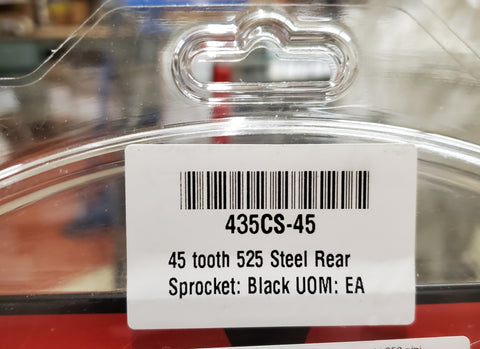 435CS-45
45 tooth 525 Steel Rear
Sprocket: Black UOM: EA